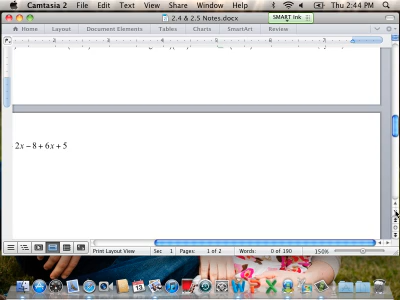 Camtasia 2 File Edit Text View Share Window Help Thu 2:44 PM
2.4 & 2.5 Notes.docx
SMART Ink
Home Layout Document Elements Tables Charts SmartArt Review
2x − 8 + 6x + 5
Print Layout View Sec 1 Pages: 1 of 2 Words: 0 of 190 150%